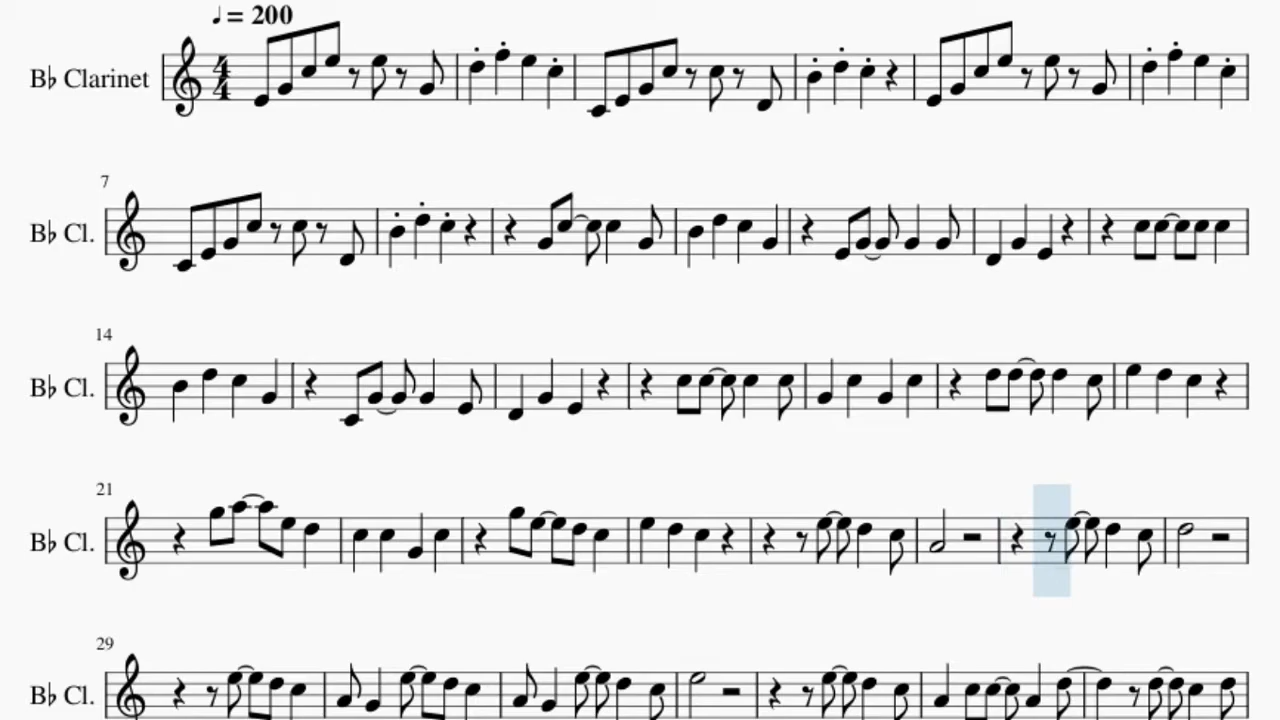 ♩ = 200
B♭ Clarinet
4
4
7
B♭ Cl.
14
B♭ Cl.
21
B♭ Cl.
29
B♭ Cl.